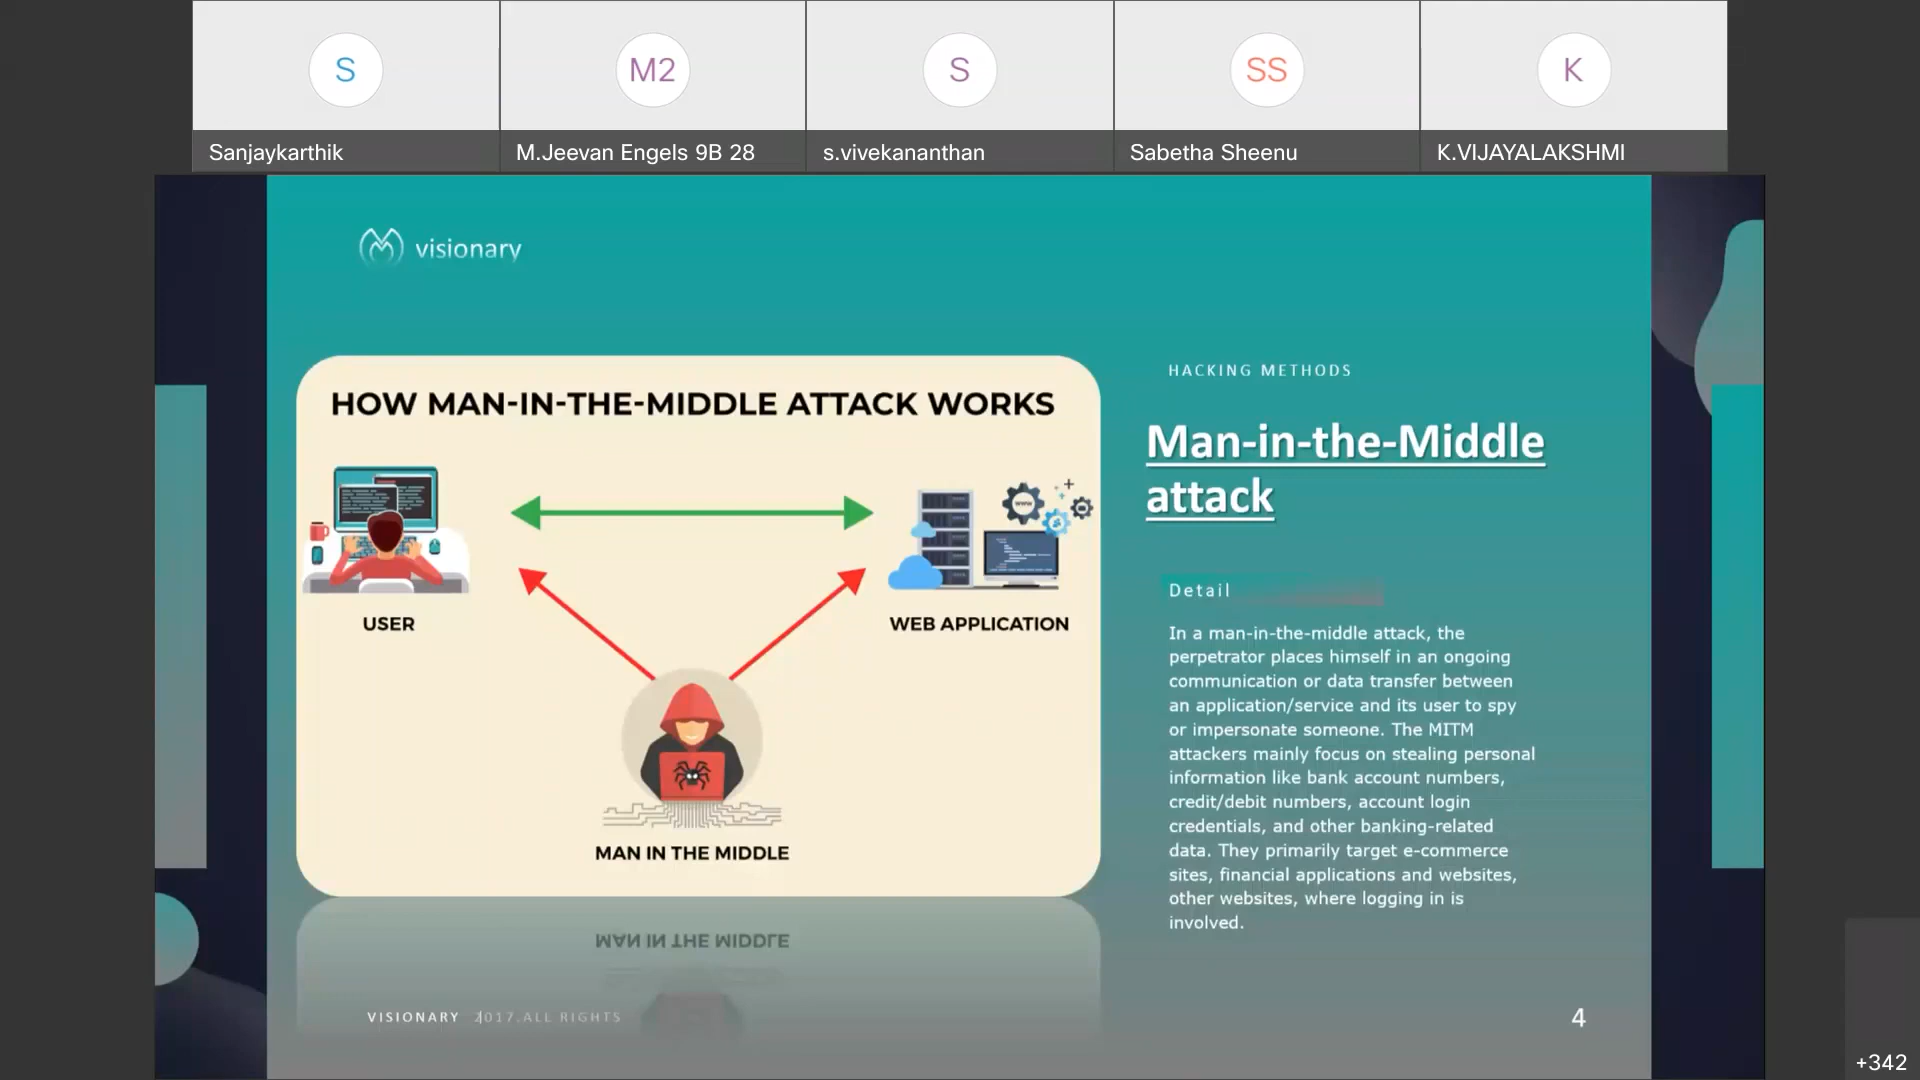 S
M2
S
SS
K
Sanjaykarthik
M.Jeevan Engels 9B 28
s.vivekananthan
Sabetha Sheenu
K.VIJAYALAKSHMI
visionary
HOW MAN-IN-THE-MIDDLE ATTACK WORKS
WWW
USER
WEB APPLICATION
MAN IN THE MIDDLE
HACKING METHODS
Man-in-the-Middle
attack
Detail
In a man-in-the-middle attack, the
perpetrator places himself in an ongoing
communication or data transfer between
an application/service and its user to spy
or impersonate someone. The MITM
attackers mainly focus on stealing personal
information like bank account numbers,
credit/debit numbers, account login
credentials, and other banking-related
data. They primarily target e-commerce
sites, financial applications and websites,
other websites, where logging in is
involved.
MAN IN THE MIDDLE
VISIONARY 2017.ALL RIGHTS
4
+342